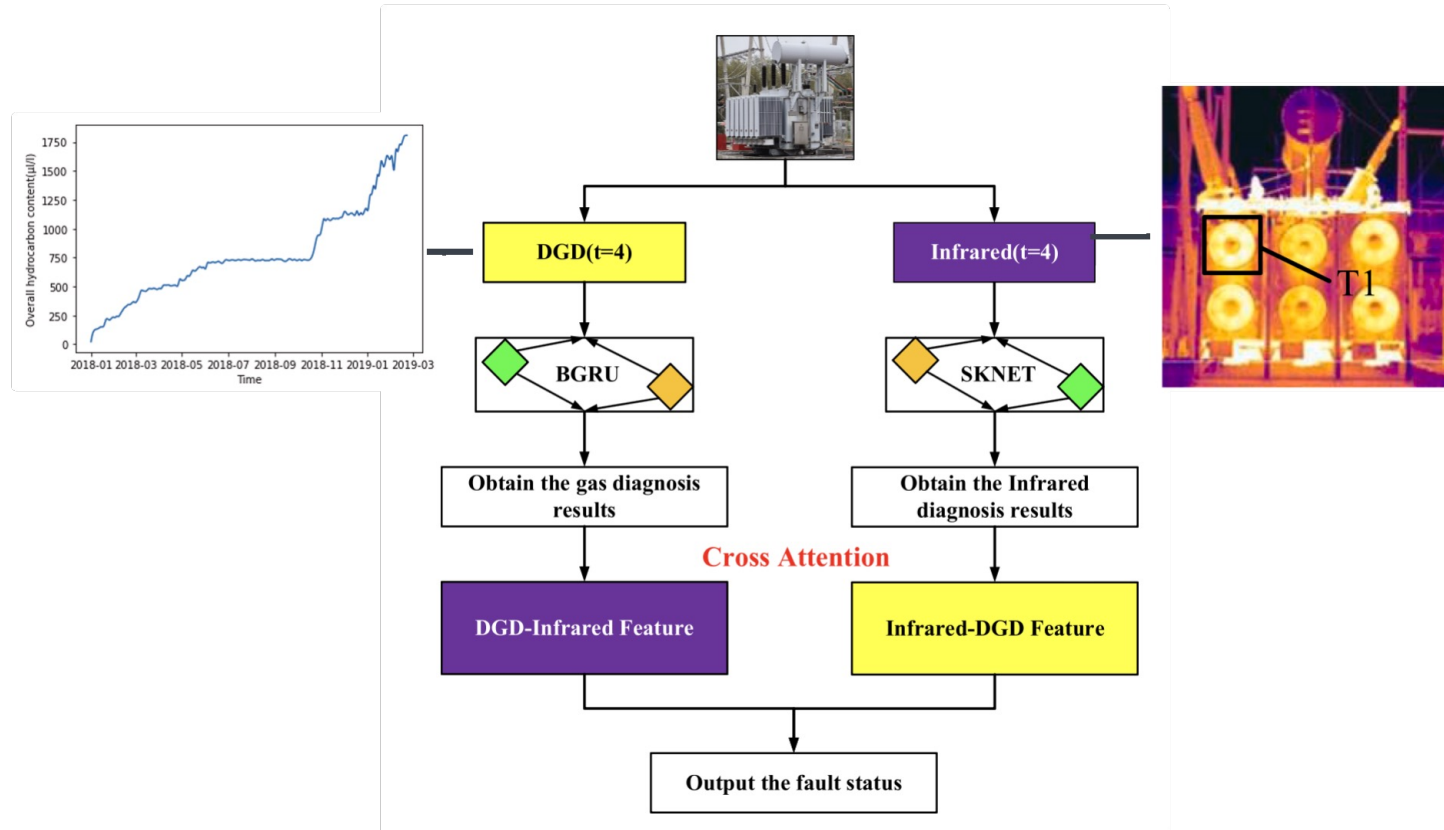 1750
1500
1250
1000
750
500
250
0
Overall hydrocarbon content(µl/l)
2018-01 2018-03 2018-05 2018-07 2018-09 2018-11 2019-01 2019-03
Time
DGD(t=4)
Infrared(t=4)
T1
BGRU
SKNET
Obtain the gas diagnosis
results
Obtain the Infrared
diagnosis results
Cross Attention
DGD-Infrared Feature
Infrared-DGD Feature
Output the fault status